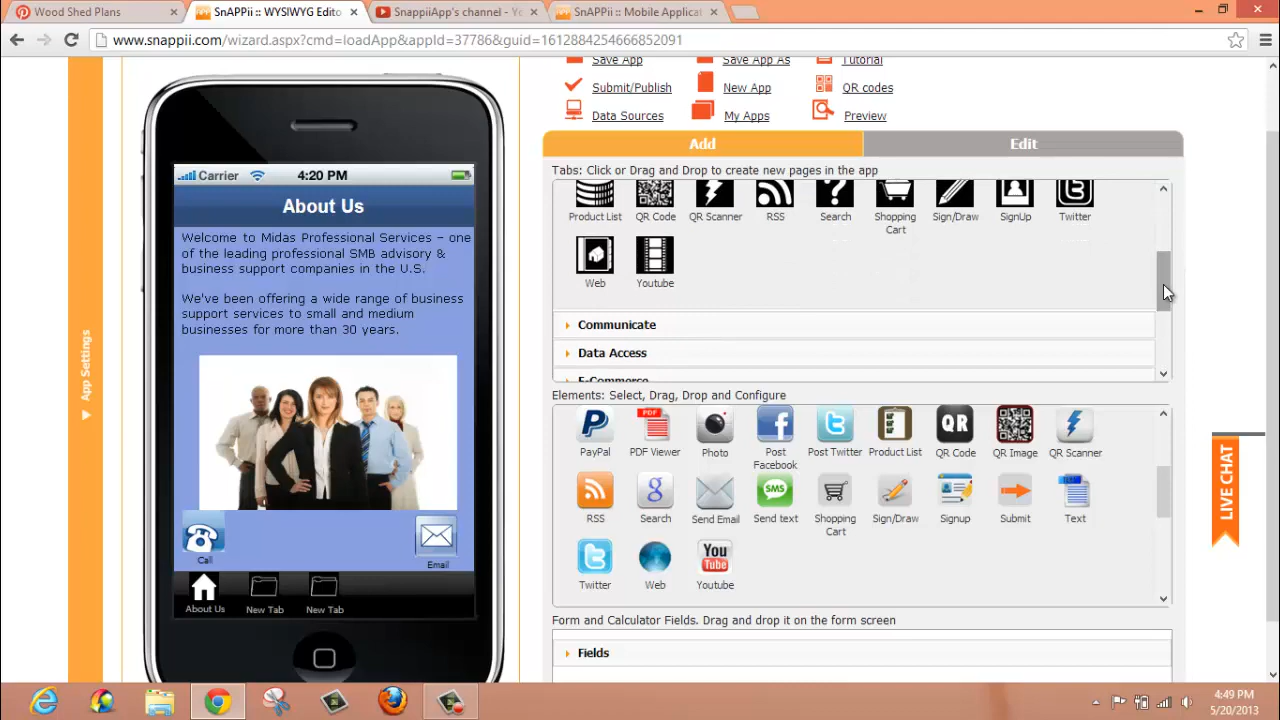 Wood Shed Plans
SnAPPii :: WYSIWYG Edito
SnappiiApp's channel - Yo
SnAPPii :: Mobile Applicat
www.snappii.com/wizard.aspx?cmd=loadApp&appId=37786&guid=1612884254666852091
Save App
Save App As
Tutorial
Submit/Publish
New App
QR codes
Data Sources
My Apps
Preview
Add
Edit
Tabs: Click or Drag and Drop to create new pages in the app
Product List
QR Code
QR Scanner
RSS
Search
Shopping
Cart
Sign/Draw
SignUp
Twitter
Web
Youtube
Communicate
Data Access
E-Commerce
Elements: Select, Drag, Drop and Configure
PayPal
PDF
PDF Viewer
Photo
Post
Facebook
Post Twitter
Product List
QR
QR Code
QR Image
QR Scanner
RSS
Search
Send Email
SMS
Send text
Shopping
Cart
Sign/Draw
Signup
Submit
Text
Twitter
Web
You
Tube
Youtube
Form and Calculator Fields. Drag and drop it on the form screen
Fields
App Settings
Carrier
4:20 PM
About Us
Welcome to Midas Professional Services – one
of the leading professional SMB advisory &
business support companies in the U.S.
We've been offering a wide range of business
support services to small and medium
businesses for more than 30 years.
Call
Email
About Us
New Tab
New Tab
LIVE CHAT
4:49 PM
5/20/2013